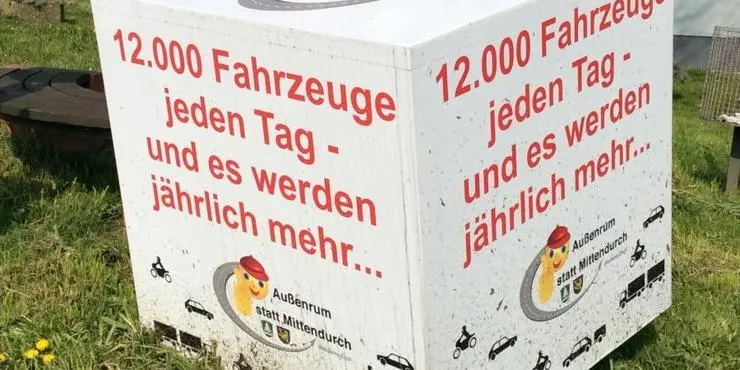 12.000 Fahrzeuge
jeden Tag -
und es werden
jährlich mehr...
Außenrum
statt Mittendurch
12.000 Fahrzeuge
jeden Tag -
und es werden
jährlich mehr...
Außenrum
statt Mittendurch